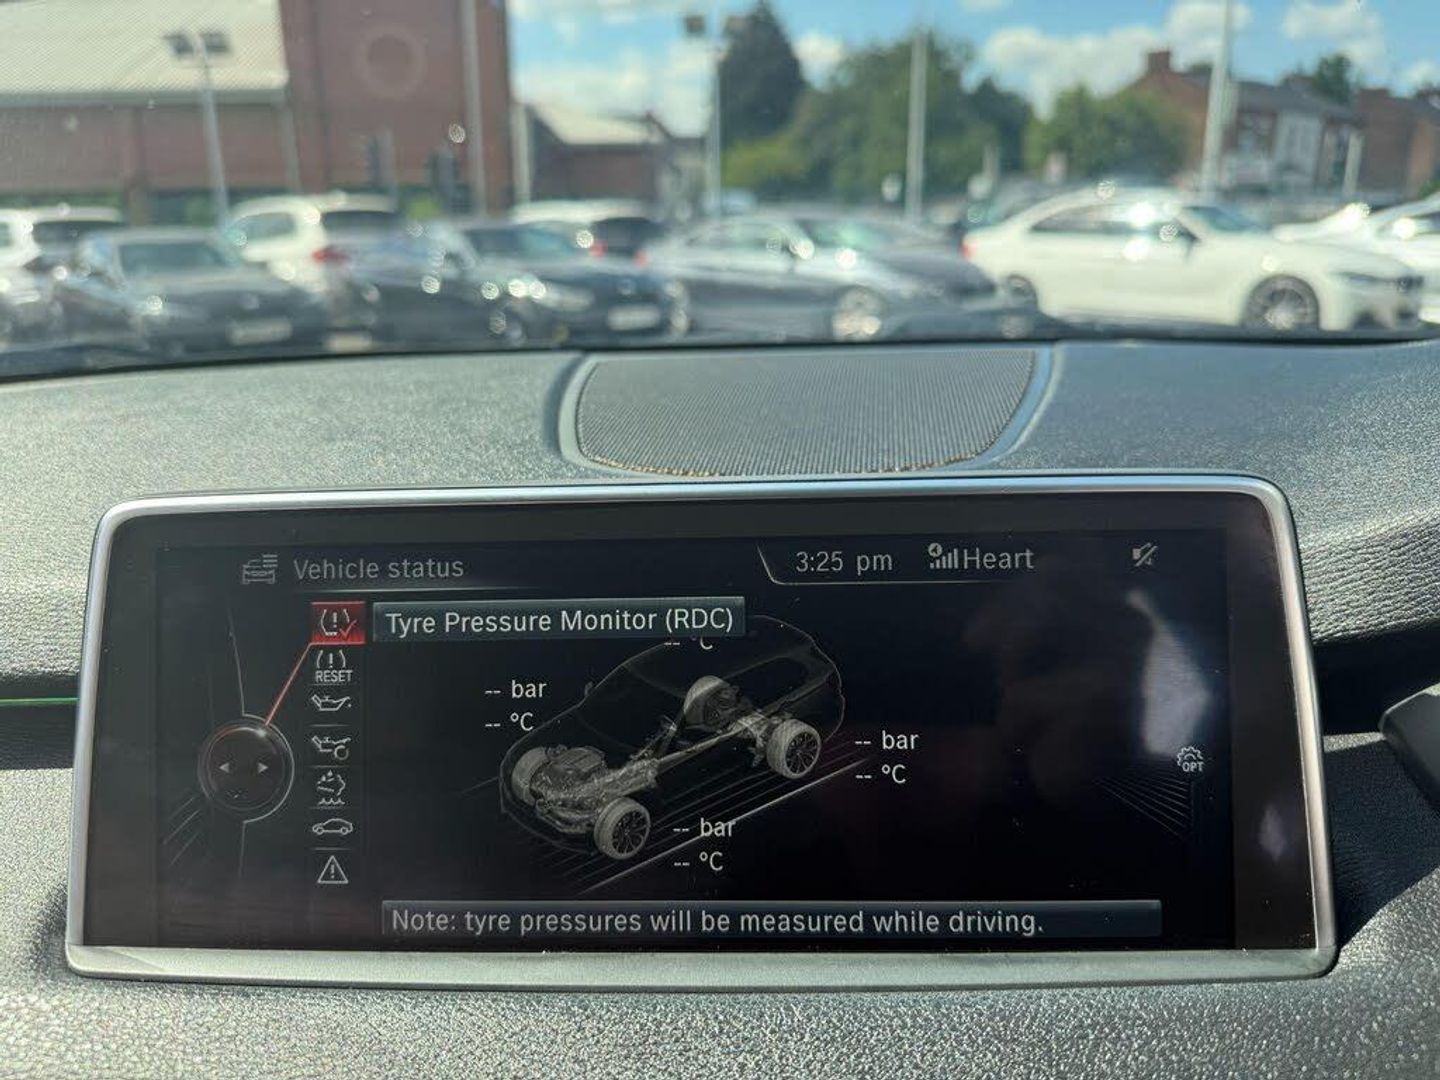 Vehicle status
3:25 pm
Heart
Tyre Pressure Monitor (RDC)
-- °C
RESET
-- bar
-- °C
-- bar
-- °C
-- bar
-- °C
OPT
Note: tyre pressures will be measured while driving.